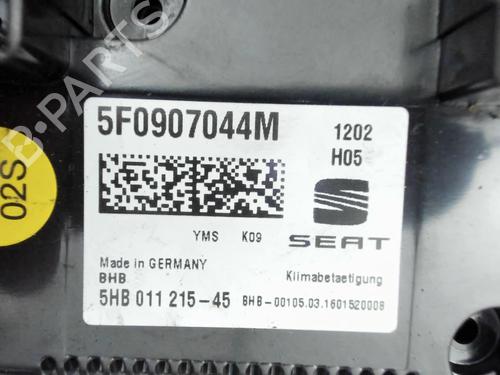 B-PARTS
5F0907044M
1202
H05
02S
YMS K09
SEAT
Made in GERMANY
BHB
Klimabetaetigung
5HB 011 215-45
BHB-00105.03.1601520008